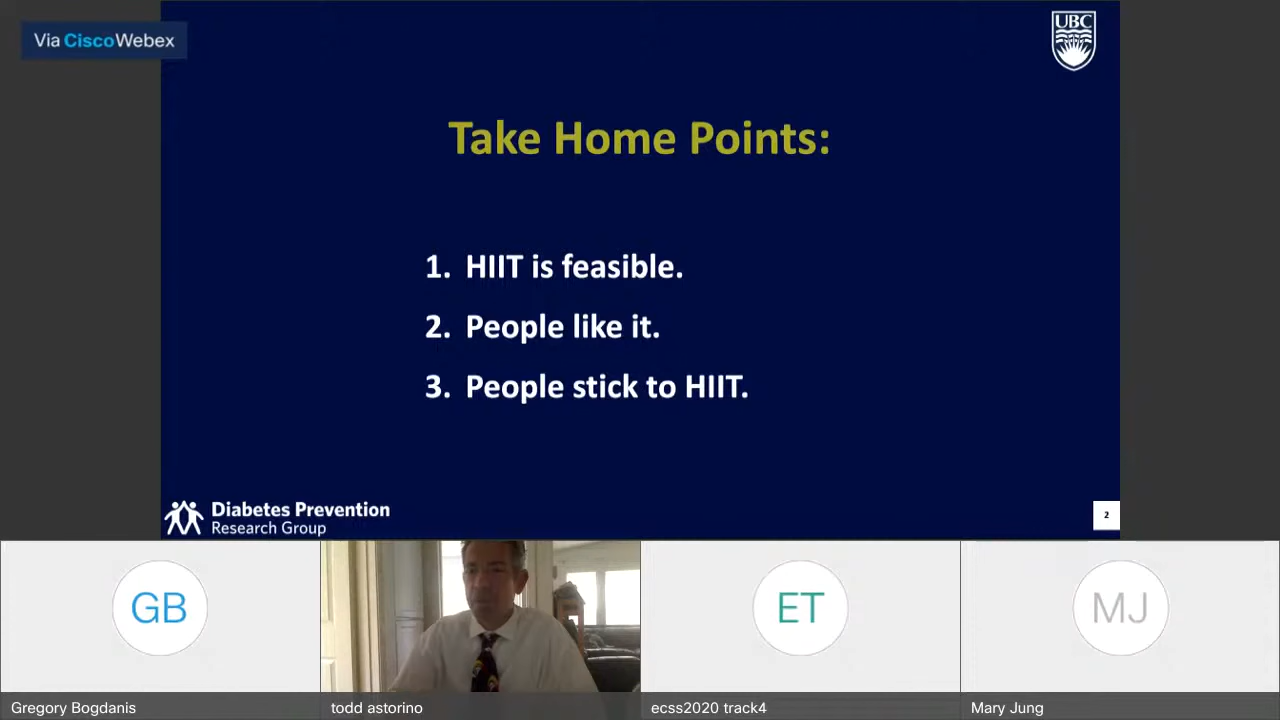 Via CiscoWebex
UBC
Take Home Points:
1. HIIT is feasible.
2. People like it.
3. People stick to HIIT.
Diabetes Prevention
Research Group
2
GB
ET
MJ
Gregory Bogdanis
todd astorino
ecss2020 track4
Mary Jung